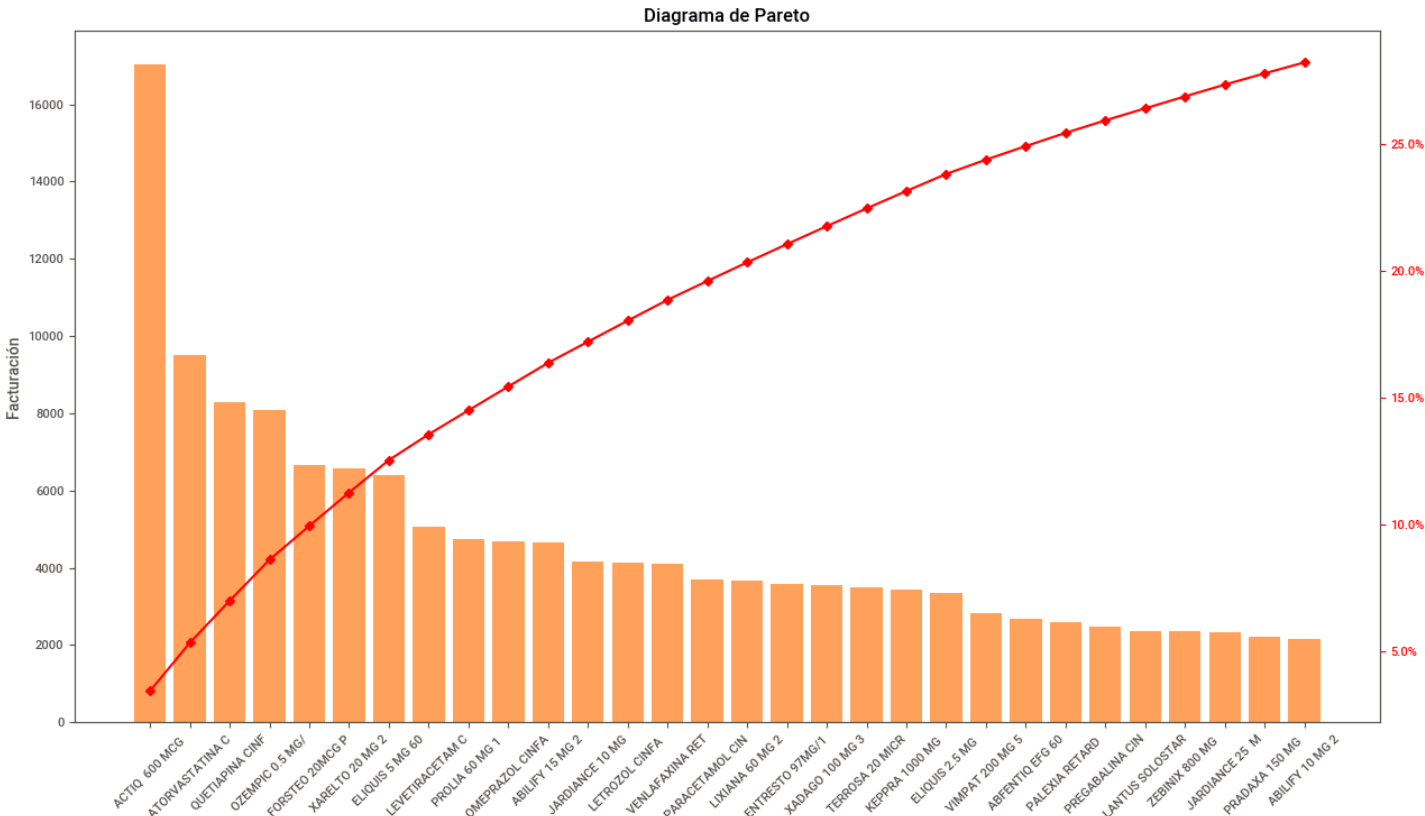 Diagrama de Pareto
Facturación
16000
14000
12000
10000
8000
6000
4000
2000
0
25.0%
20.0%
15.0%
10.0%
5.0%
ACTIQ 600 MCG
ATORVASTATINA C
QUETIAPINA CINF
OZEMPIC 0.5 MG/
FORSTEO 20MCG P
XARELTO 20 MG 2
ELIQUIS 5 MG 60
LEVETIRACETAM C
PROLIA 60 MG 1
OMEPRAZOL CINFA
ABILIFY 15 MG 2
JARDIANCE 10 MG
LETROZOL CINFA
VENLAFAXINA RET
PARACETAMOL CIN
LIXIANA 60 MG 2
ENTRESTO 97MG/1
XADAGO 100 MG 3
TERROSA 20 MICR
KEPPRA 1000 MG
ELIQUIS 2.5 MG
VIMPAT 200 MG 5
ABFENTIQ EFG 60
PALEXIA RETARD
PREGABALINA CIN
LANTUS SOLOSTAR
ZEBINIX 800 MG
JARDIANCE 25 M
PRADAXA 150 MG
ABILIFY 10 MG 2